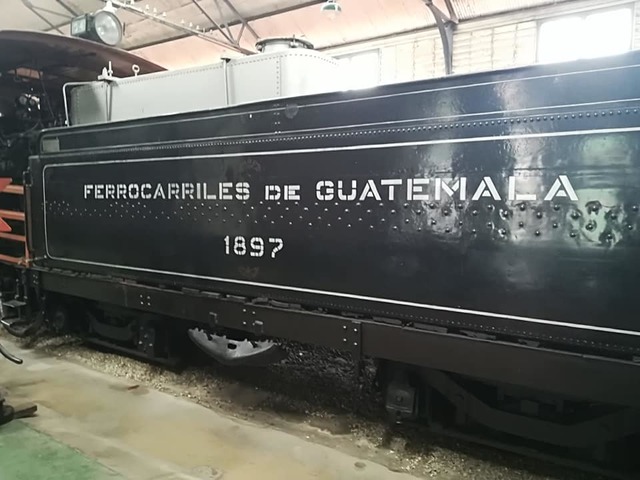 FERROCARRILES DE GUATEMALA
1897